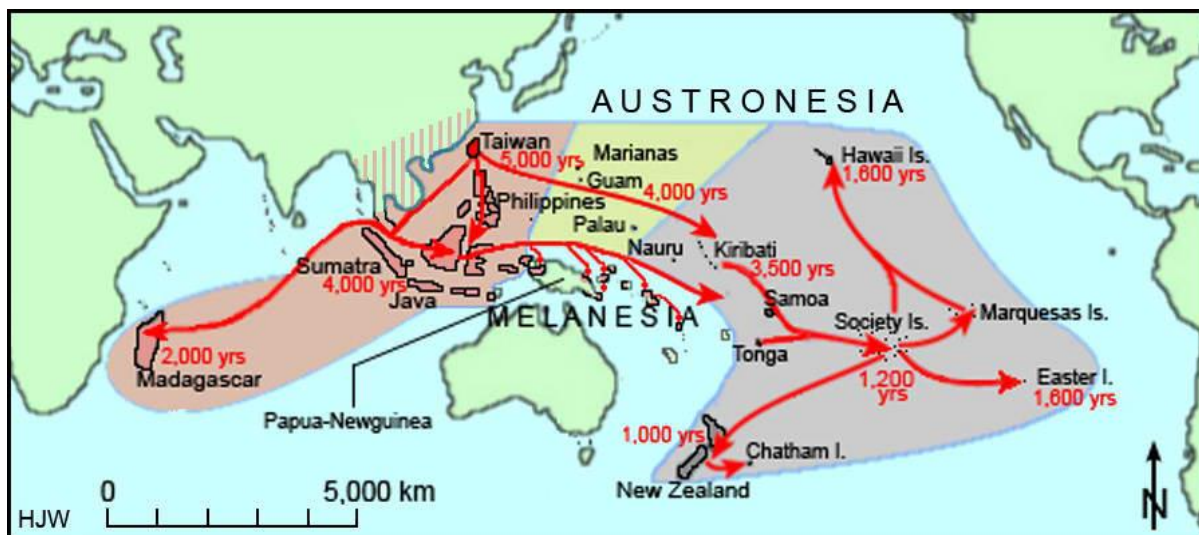 AUSTRONESIA
Taiwan
5,000 yrs
Marianas
Guam
4,000 yrs
Philippines
Palau
Hawaii Is.
1,600 yrs
Nauru
Kiribati
3,500 yrs
Sumatra
4,000 yrs
Java
MELANESIA
Samoa
Society Is.
Marquesas Is.
Tonga
2,000 yrs
Madagascar
1,200
yrs
Easter I.
1,600 yrs
Papua-Newguinea
1,000 yrs
Chatham I.
New Zealand
0
5,000 km
HJW
N